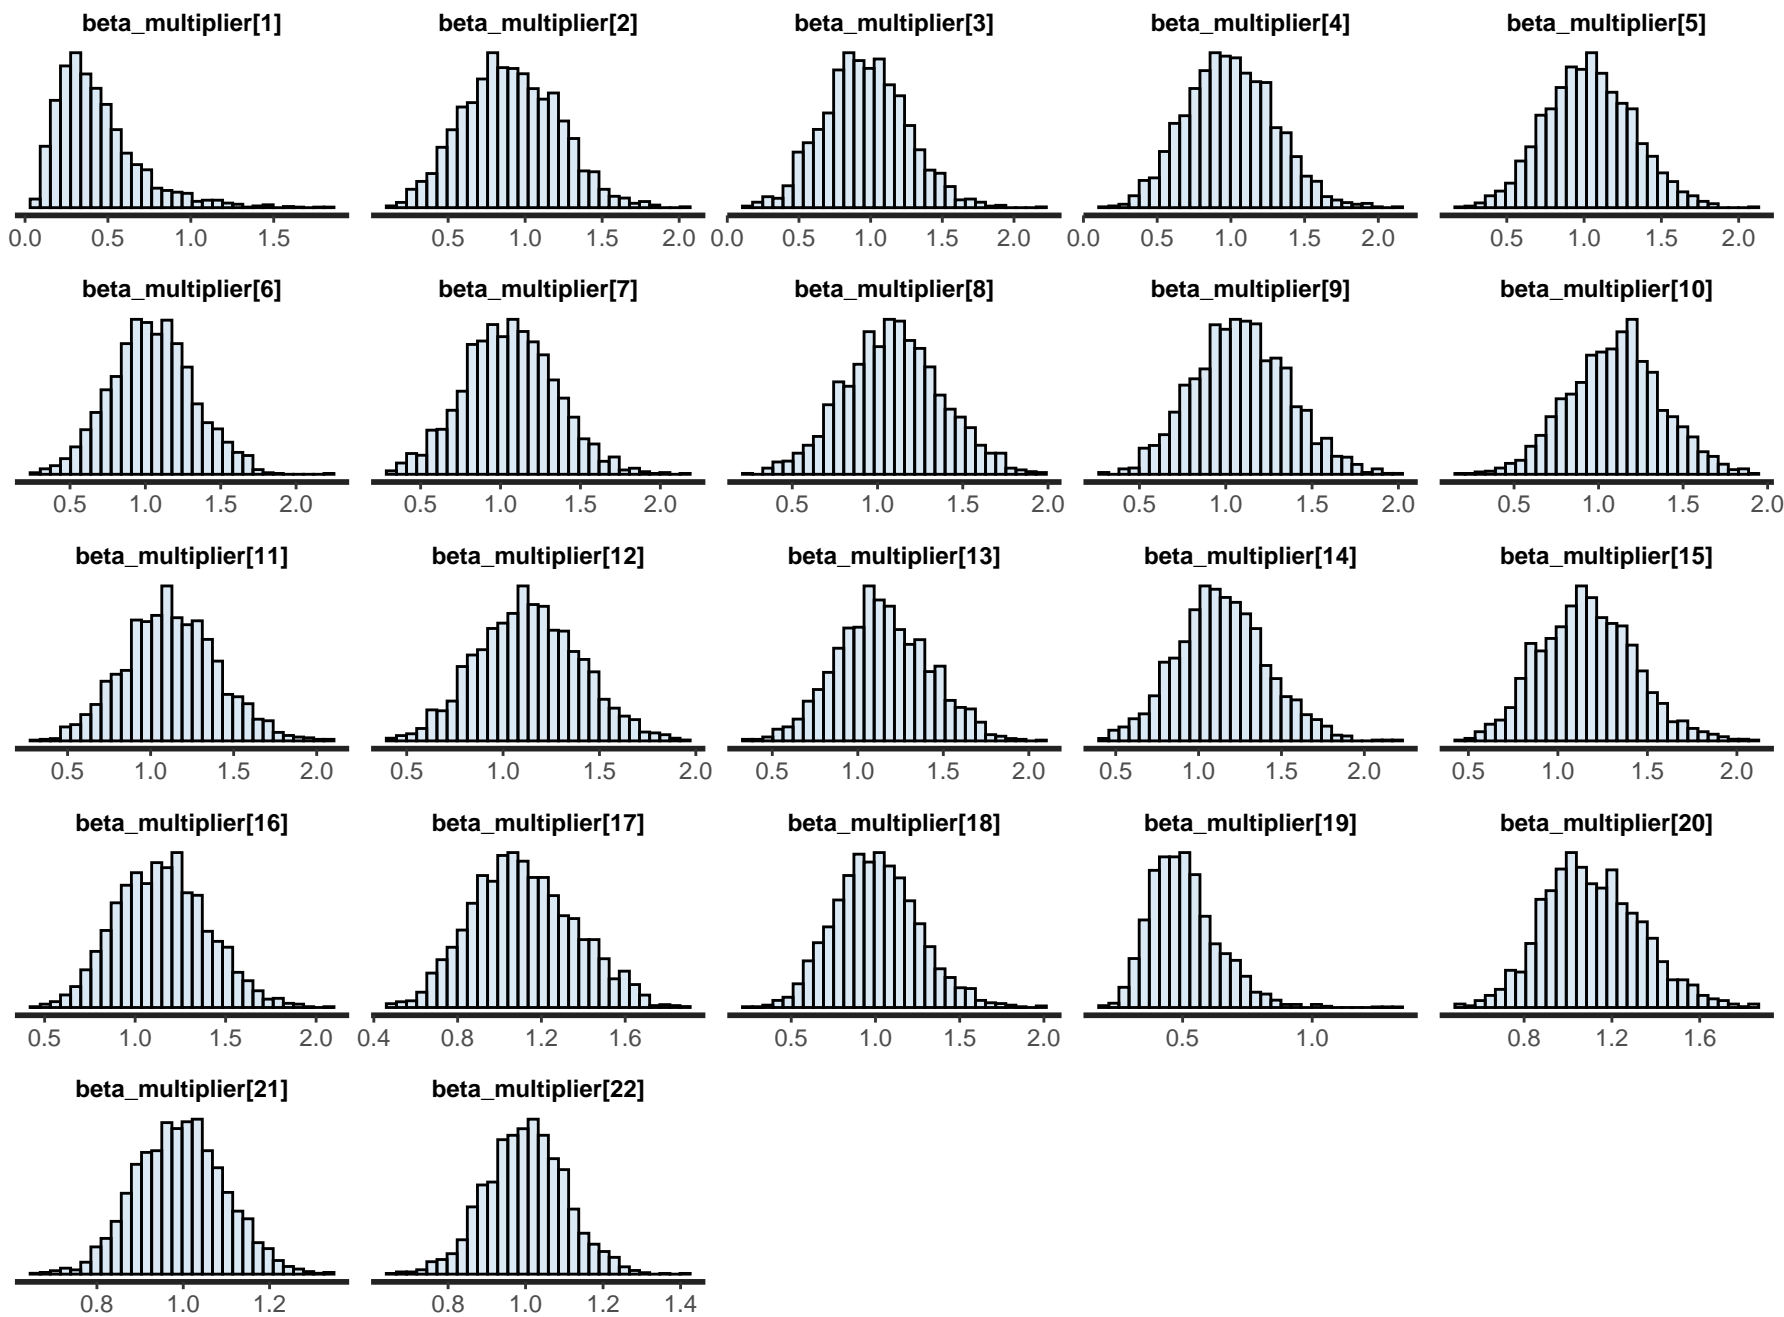 beta_multiplier[1] beta_multiplier[2] beta_multiplier[3] beta_multiplier[4] beta_multiplier[5]
0.0 0.5 1.0 1.5 0.5 1.0 1.5 2.0 0.0 0.5 1.0 1.5 2.0 0.0 0.5 1.0 1.5 2.0 0.5 1.0 1.5 2.0
beta_multiplier[6] beta_multiplier[7] beta_multiplier[8] beta_multiplier[9] beta_multiplier[10]
0.5 1.0 1.5 2.0 0.5 1.0 1.5 2.0 0.5 1.0 1.5 2.0 0.5 1.0 1.5 2.0 0.5 1.0 1.5 2.0
beta_multiplier[11] beta_multiplier[12] beta_multiplier[13] beta_multiplier[14] beta_multiplier[15]
0.5 1.0 1.5 2.0 0.5 1.0 1.5 2.0 0.5 1.0 1.5 2.0 0.5 1.0 1.5 2.0 0.5 1.0 1.5 2.0
beta_multiplier[16] beta_multiplier[17] beta_multiplier[18] beta_multiplier[19] beta_multiplier[20]
0.5 1.0 1.5 2.0 0.4 0.8 1.2 1.6 0.5 1.0 1.5 2.0 0.5 1.0 0.8 1.2 1.6
beta_multiplier[21] beta_multiplier[22]
0.8 1.0 1.2 0.8 1.0 1.2 1.4